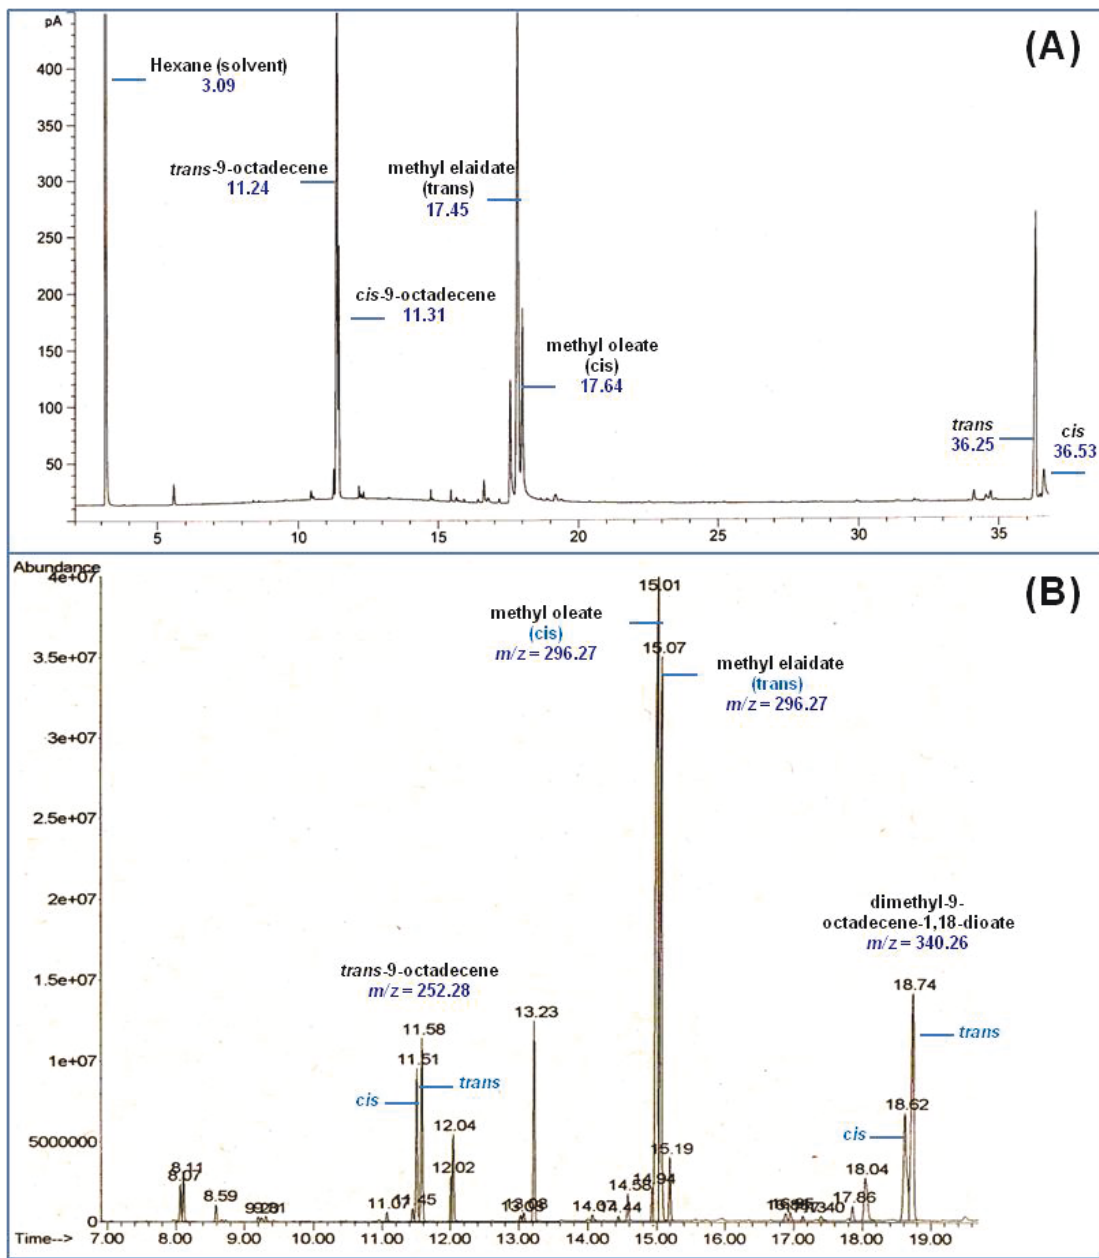 pA
(A)
400
350
300
250
200
150
100
50
Hexane (solvent)
3.09
trans-9-octadecene
11.24
cis-9-octadecene
11.31
methyl elaidate
(trans)
17.45
methyl oleate
(cis)
17.64
trans
36.25
cis
36.53
5
10
15
20
25
30
35
Abundance
(B)
4e+07
3.5e+07
3e+07
2.5e+07
2e+07
1.5e+07
1e+07
5000000
0
methyl oleate
(cis)
m/z = 296.27
15.01
15.07
methyl elaidate
(trans)
m/z = 296.27
dimethyl-9-
octadecene-1,18-dioate
m/z = 340.26
trans-9-octadecene
m/z = 252.28
18.74
trans
18.62
cis
13.23
11.58
11.51
trans
cis
12.04
12.02
8.11
8.07
8.59
11.07
11.45
13.08
14.07
14.44
14.58
14.94
15.19
17.86
18.04
Time-->
7.00
8.00
9.00
10.00
11.00
12.00
13.00
14.00
15.00
16.00
17.00
18.00
19.00